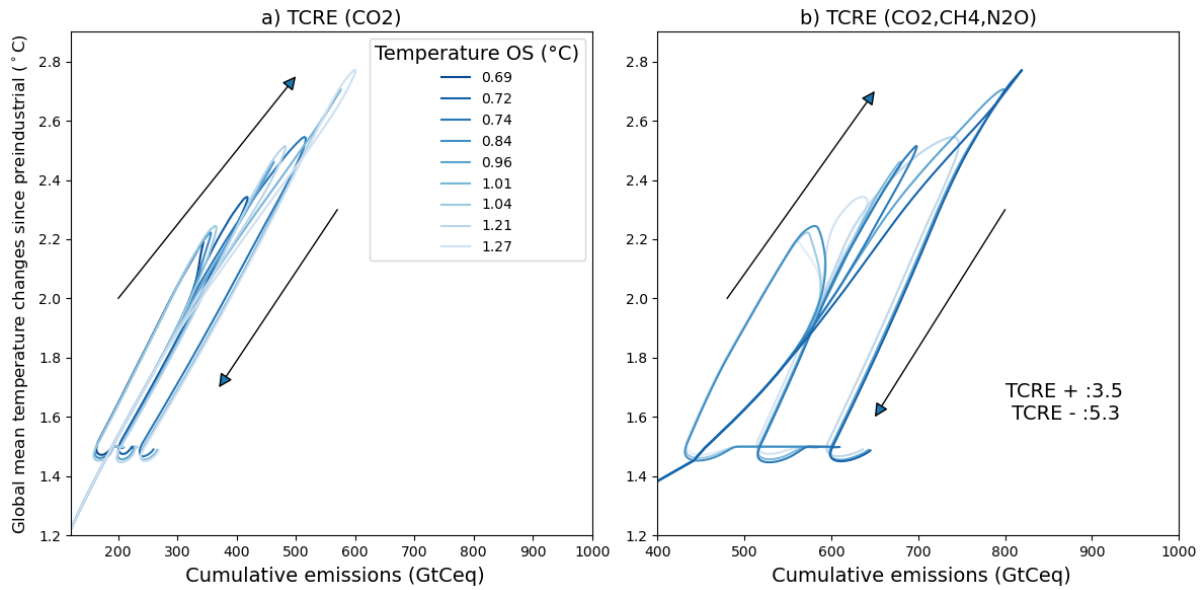 a) TCRE (CO2)
Global mean temperature changes since preindustrial (°C)
2.8
2.6
2.4
2.2
2.0
1.8
1.6
1.4
1.2
Temperature OS (°C)
0.69
0.72
0.74
0.84
0.96
1.01
1.04
1.21
1.27
200 300 400 500 600 700 800 900 1000
Cumulative emissions (GtCeq)
b) TCRE (CO2,CH4,N2O)
2.8
2.6
2.4
2.2
2.0
1.8
1.6
1.4
1.2
TCRE + :3.5
TCRE - :5.3
400 500 600 700 800 900 1000
Cumulative emissions (GtCeq)